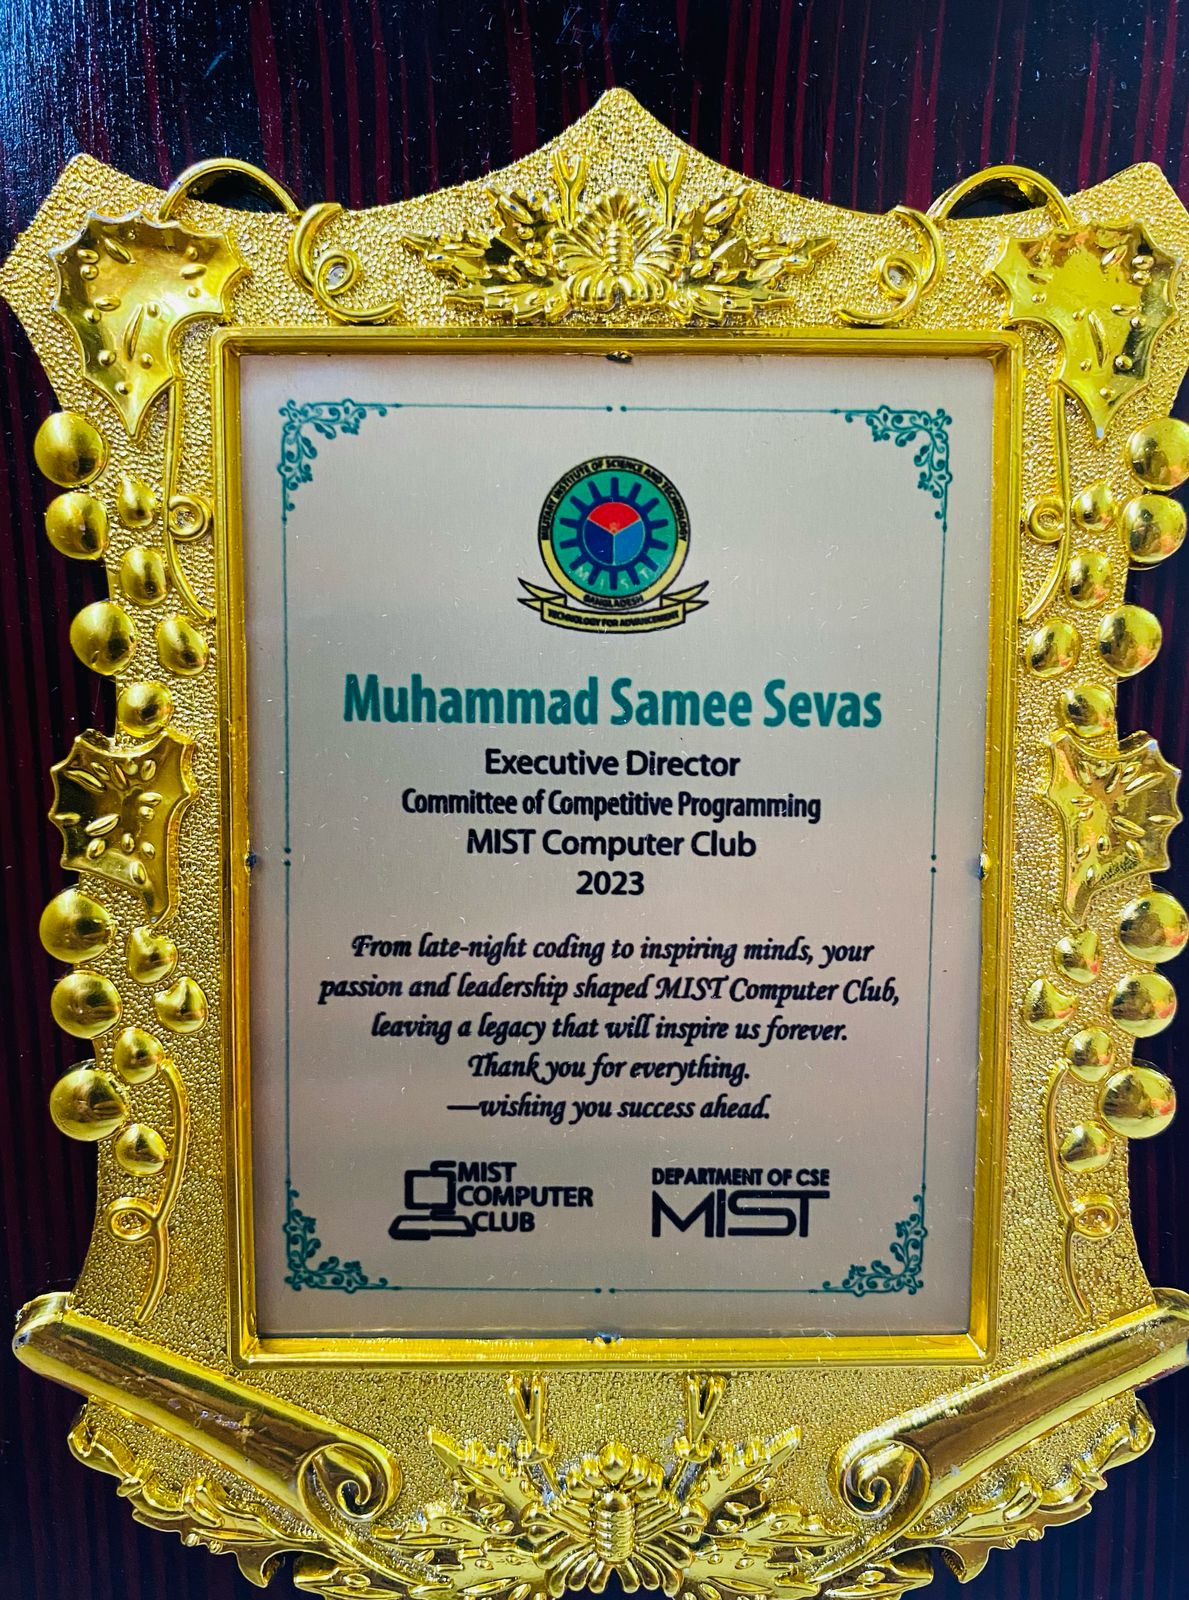 MILITARY INSTITUTE OF SCIENCE AND TECHNOLOGY
MIST
BANGLADESH
TECHNOLOGY FOR ADVANCEMENT
Muhammad Samee Sevas
Executive Director
Committee of Competitive Programming
MIST Computer Club
2023
From late-night coding to inspiring minds, your
passion and leadership shaped MIST Computer Club,
leaving a legacy that will inspire us forever.
Thank you for everything.
—wishing you success ahead.
MIST
COMPUTER
CLUB
DEPARTMENT OF CSE
MIST